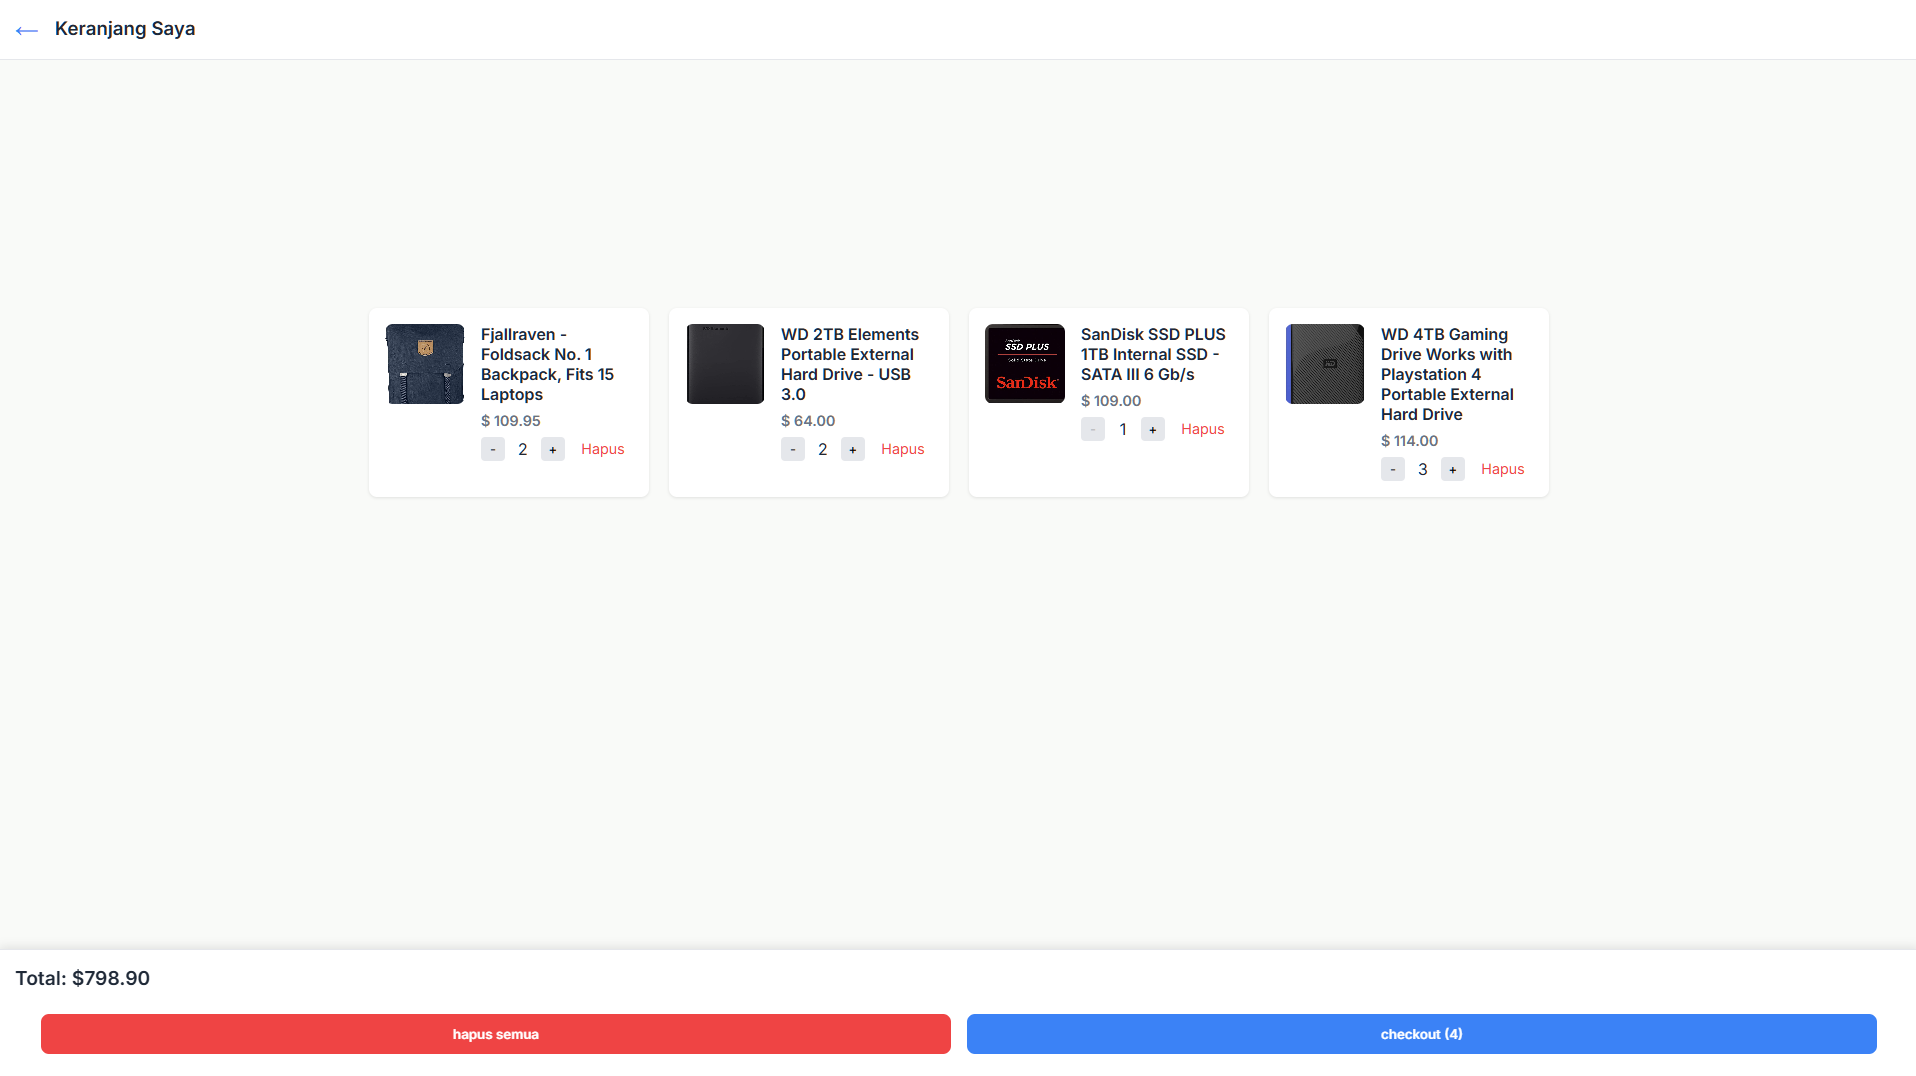 Keranjang Saya
Fjallraven -
Foldsack No. 1
Backpack, Fits 15
Laptops
$ 109.95
- 2 + Hapus
WD 2TB Elements
Portable External
Hard Drive - USB
3.0
$ 64.00
- 2 + Hapus
SanDisk
SSD PLUS
SanDisk
SanDisk SSD PLUS
1TB Internal SSD -
SATA III 6 Gb/s
$ 109.00
- 1 + Hapus
WD 4TB Gaming
Drive Works with
Playstation 4
Portable External
Hard Drive
$ 114.00
- 3 + Hapus
Total: $798.90
hapus semua
checkout (4)